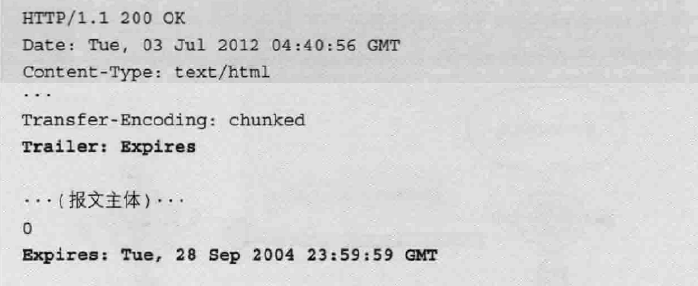 HTTP/1.1 200 OK
Date: Tue, 03 Jul 2012 04:40:56 GMT
Content-Type: text/html
···
Transfer-Encoding: chunked
Trailer: Expires
···(报文主体)···
0
Expires: Tue, 28 Sep 2004 23:59:59 GMT